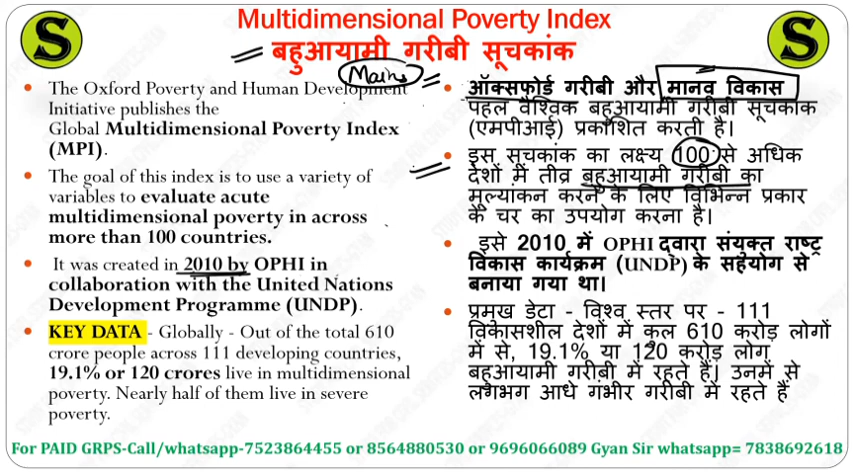 S
Multidimensional Poverty Index
बहुआयामी गरीबी सूचकांक
S
Mains
• The Oxford Poverty and Human Development
Initiative publishes the
Global Multidimensional Poverty Index
(MPI).
• The goal of this index is to use a variety of
variables to evaluate acute
multidimensional poverty in across
more than 100 countries.
• It was created in 2010 by OPHI in
collaboration with the United Nations
Development Programme (UNDP).
• KEY DATA - Globally - Out of the total 610
crore people across 111 developing countries,
19.1% or 120 crores live in multidimensional
poverty. Nearly half of them live in severe
poverty.
• ऑक्सफोर्ड गरीबी और मानव विकास
पहल वैश्विक बहुआयामी गरीबी सूचकांक
(एमपीआई) प्रकाशित करती है।
• इस सूचकांक का लक्ष्य 100 से अधिक
देशों में तीव्र बहुआयामी गरीबी का
मूल्यांकन करने के लिए विभिन्न प्रकार
के चर का उपयोग करना है।
• इसे 2010 में OPHI द्वारा संयुक्त राष्ट्र
विकास कार्यक्रम (UNDP) के सहयोग से
बनाया गया था।
• प्रमुख डेटा - विश्व स्तर पर - 111
विकासशील देशों में कुल 610 करोड़ लोगों
में से, 19.1% या 120 करोड़ लोग
बहुआयामी गरीबी में रहते हैं। उनमें से
लगभग आधे गंभीर गरीबी में रहते हैं
For PAID GRPS-Call/whatsapp-7523864455 or 8564880530 or 9696066089 Gyan Sir whatsapp= 7838692618